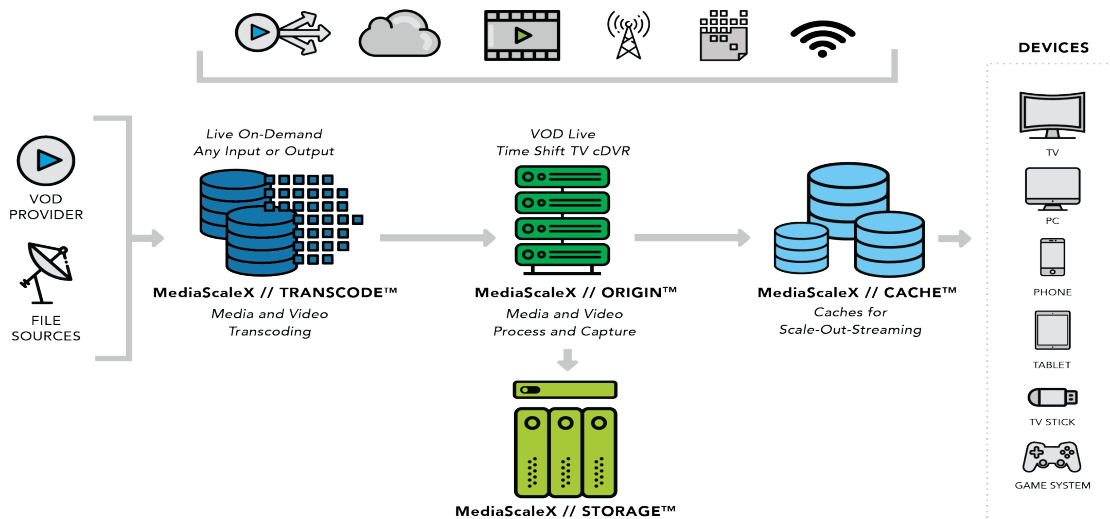 DEVICES
VOD
PROVIDER
FILE
SOURCES
Live On-Demand
Any Input or Output
MediaScaleX // TRANSCODE™
Media and Video
Transcoding
VOD Live
Time Shift TV cDVR
MediaScaleX // ORIGIN™
Media and Video
Process and Capture
MediaScaleX // STORAGE™
MediaScaleX // CACHE™
Caches for
Scale-Out-Streaming
TV
PC
PHONE
TABLET
TV STICK
GAME SYSTEM